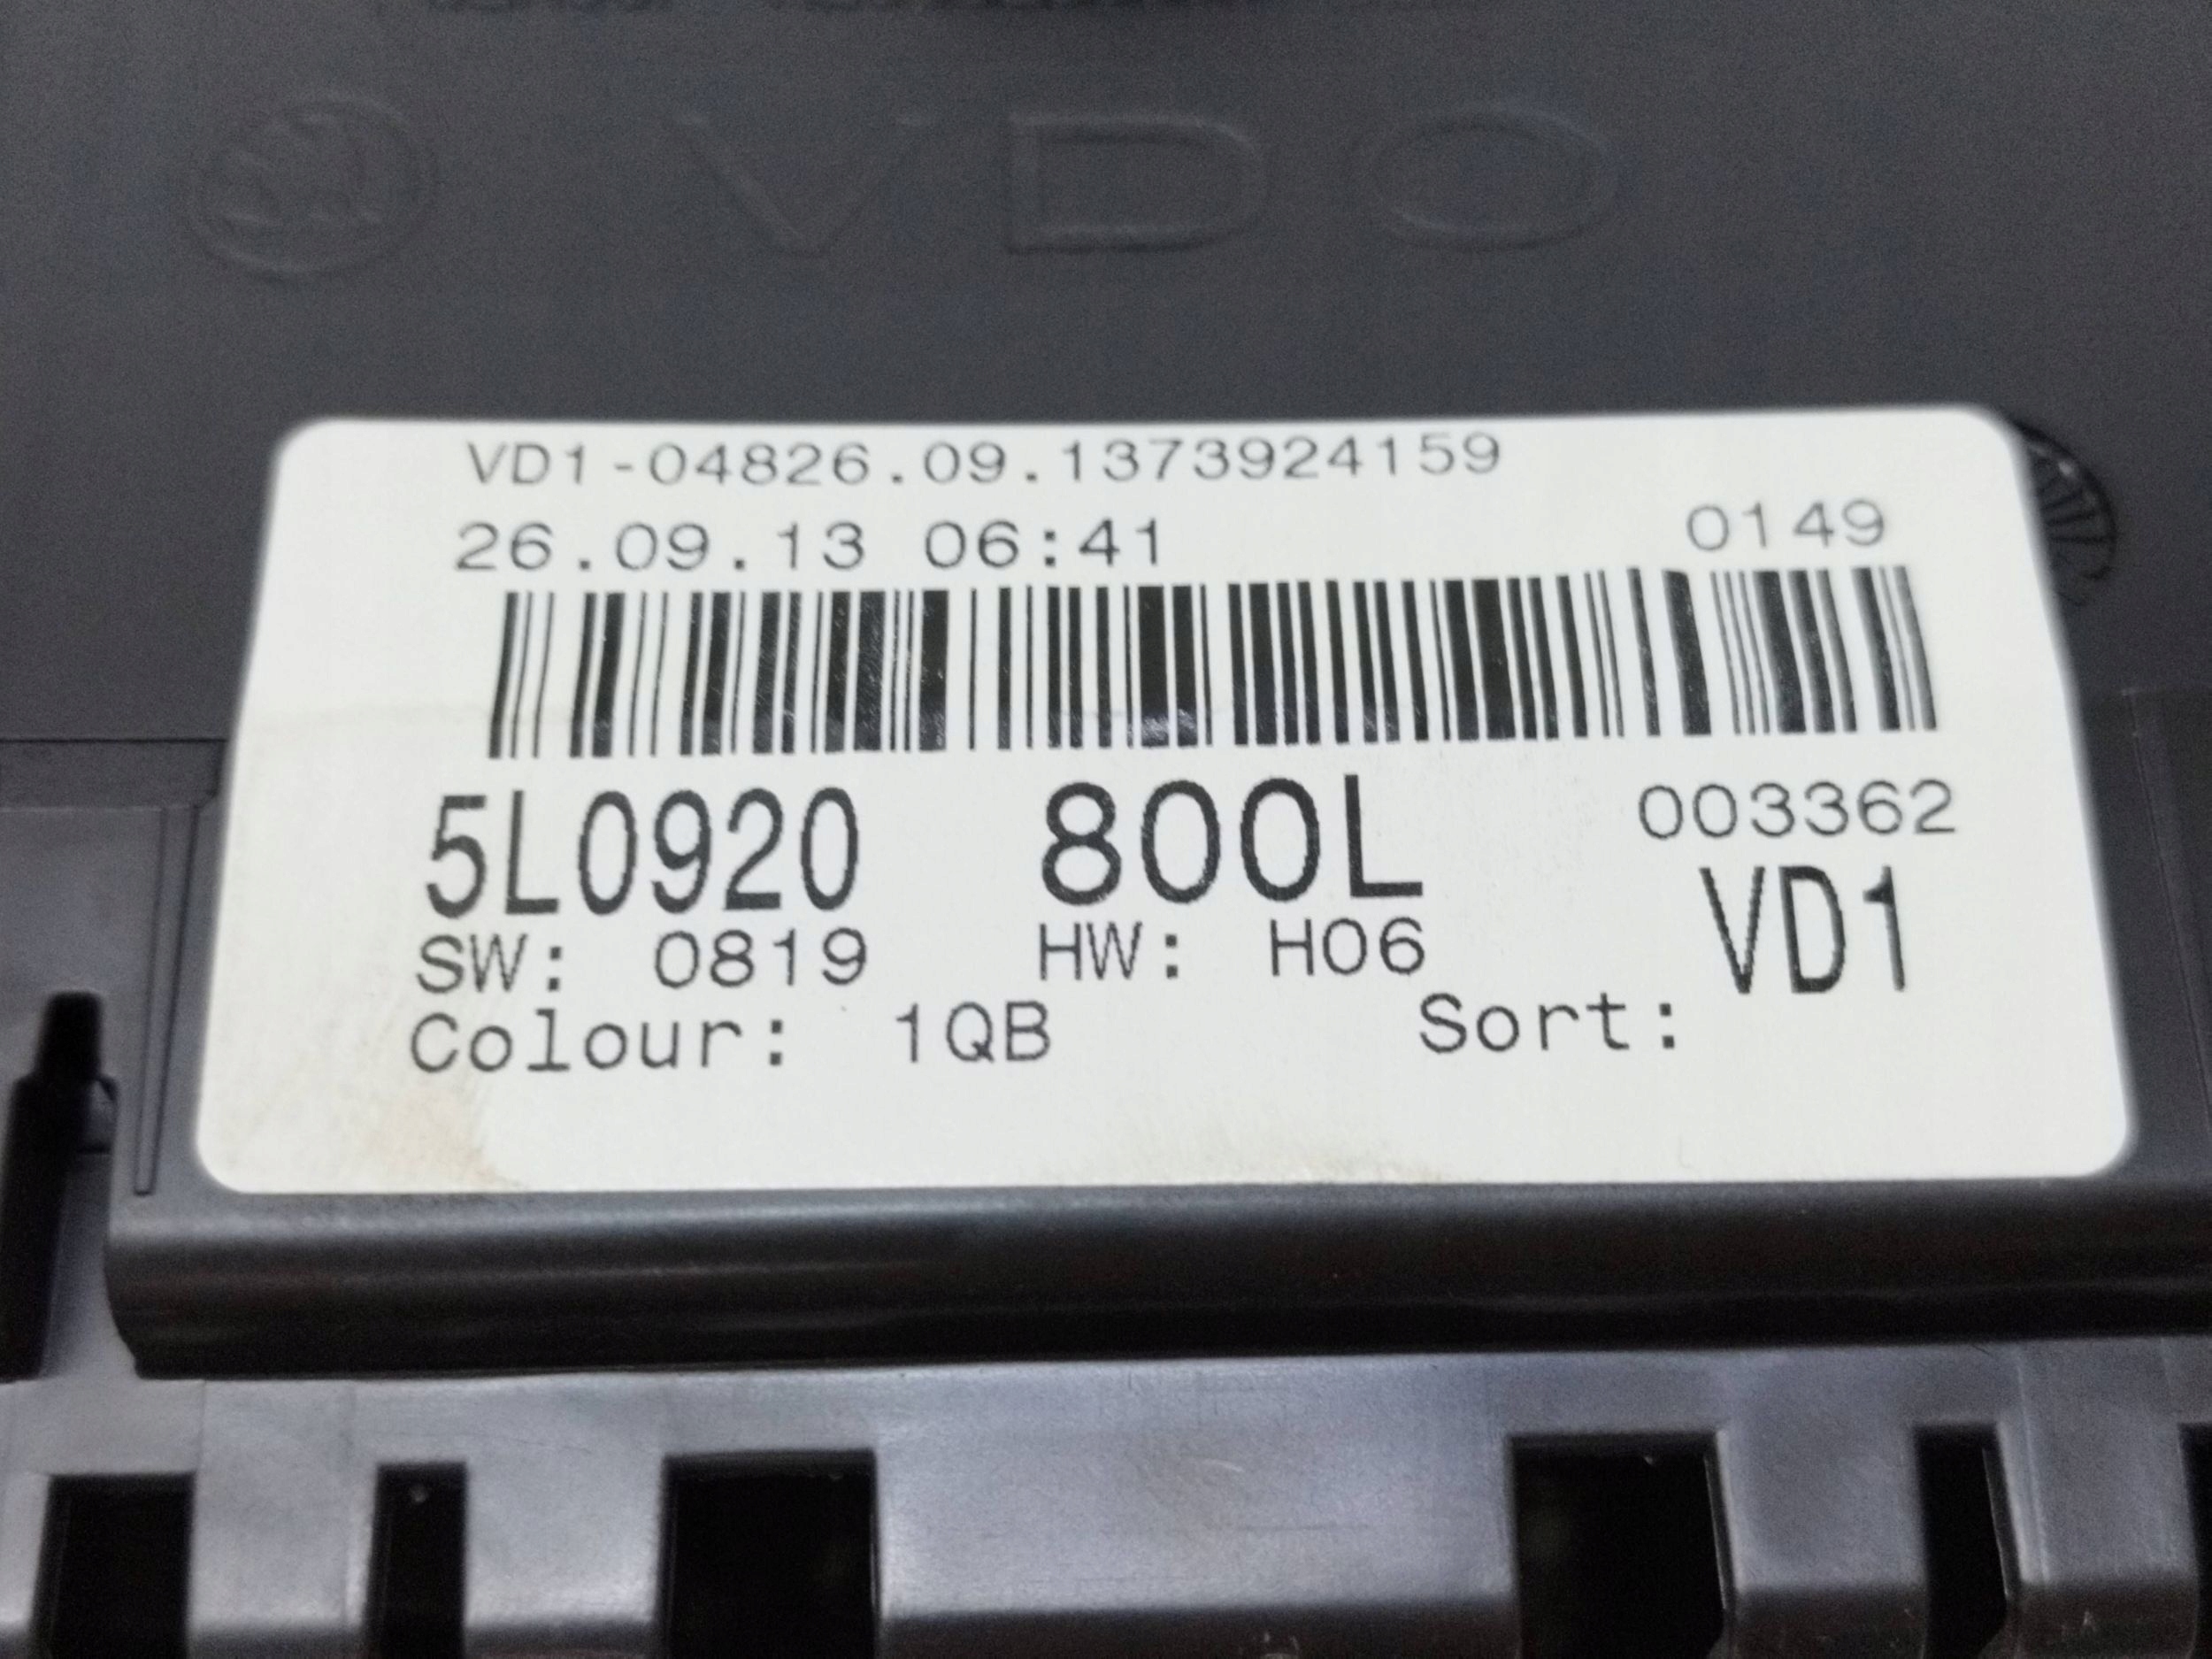 VDO
VD1-04826.09.1373924159
26.09.13 06:41 0149
5L0920 800L 003362
SW: 0819 HW: H06 VD1
Colour: 1QB Sort: